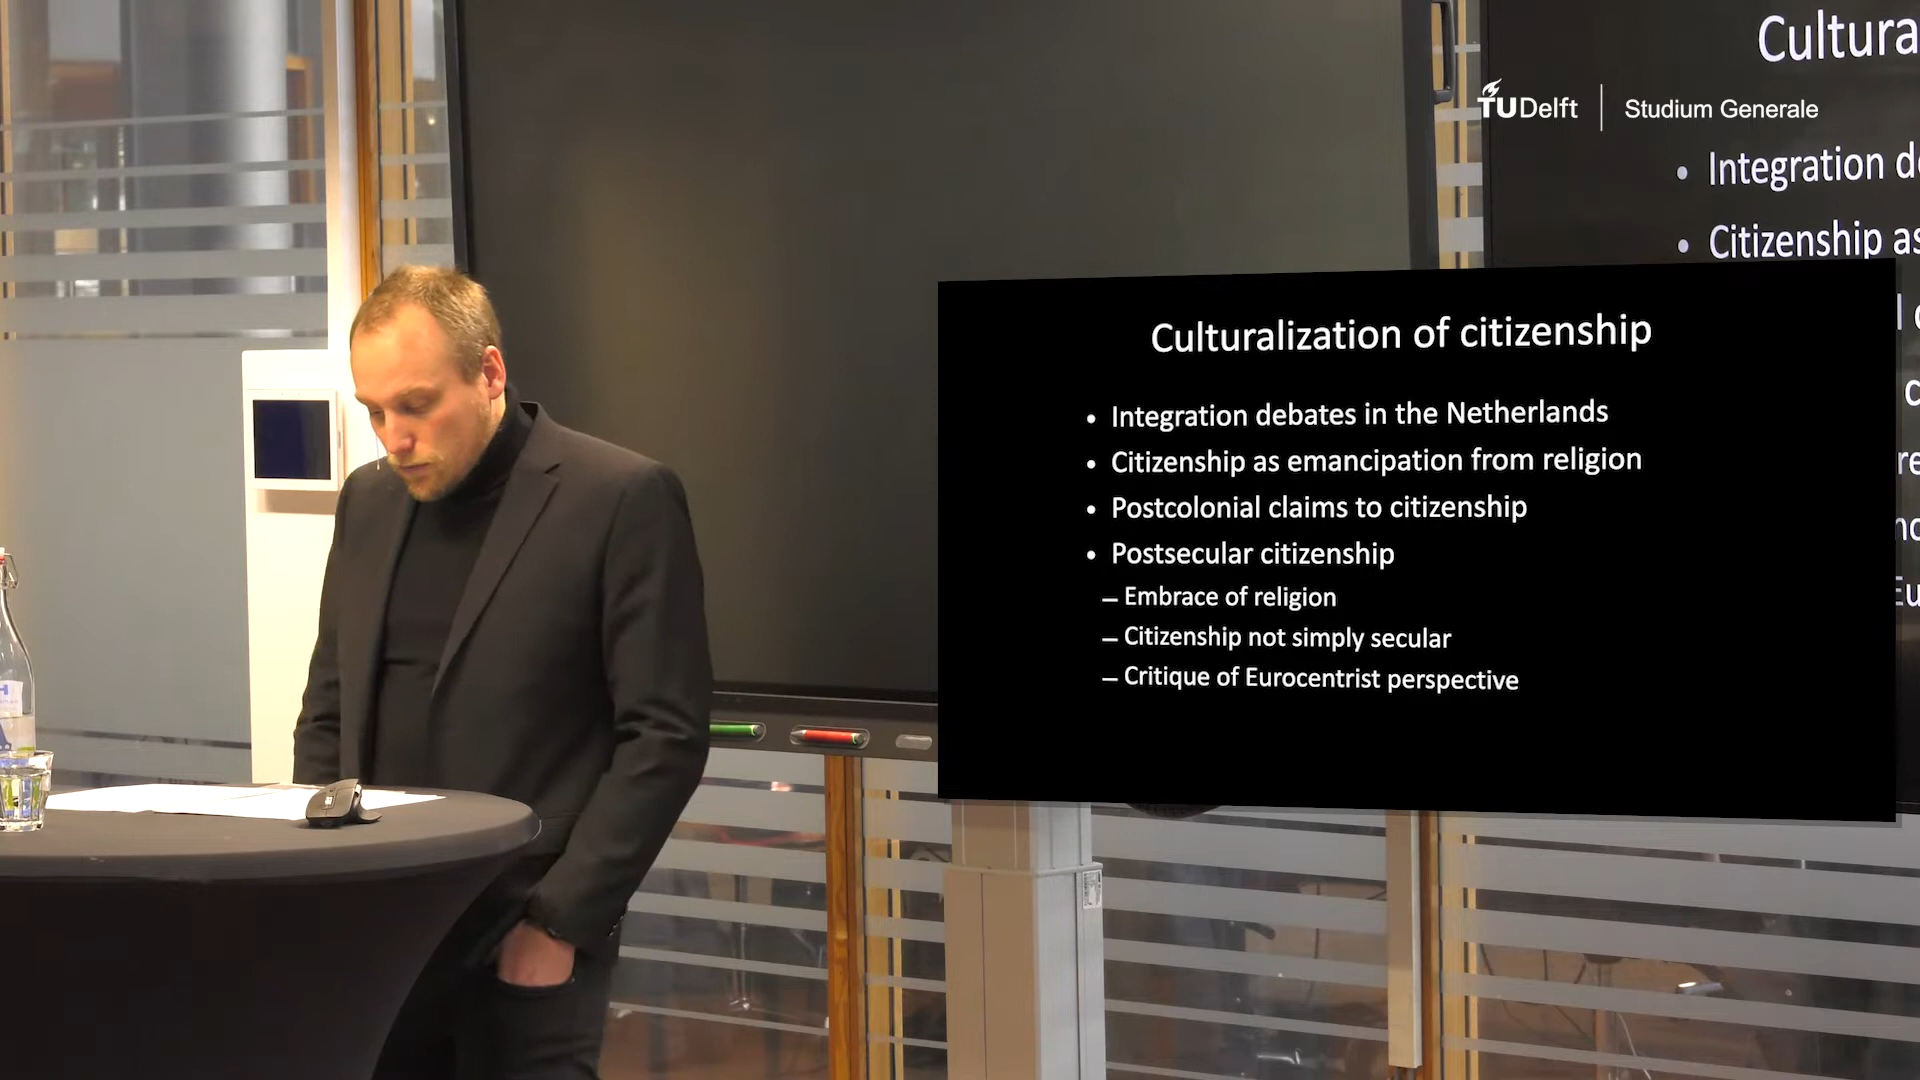 Cultura
TUDelft | Studium Generale
• Integration de
• Citizenship as
Culturalization of citizenship
• Integration debates in the Netherlands
• Citizenship as emancipation from religion
• Postcolonial claims to citizenship
• Postsecular citizenship
– Embrace of religion
– Citizenship not simply secular
– Critique of Eurocentrist perspective